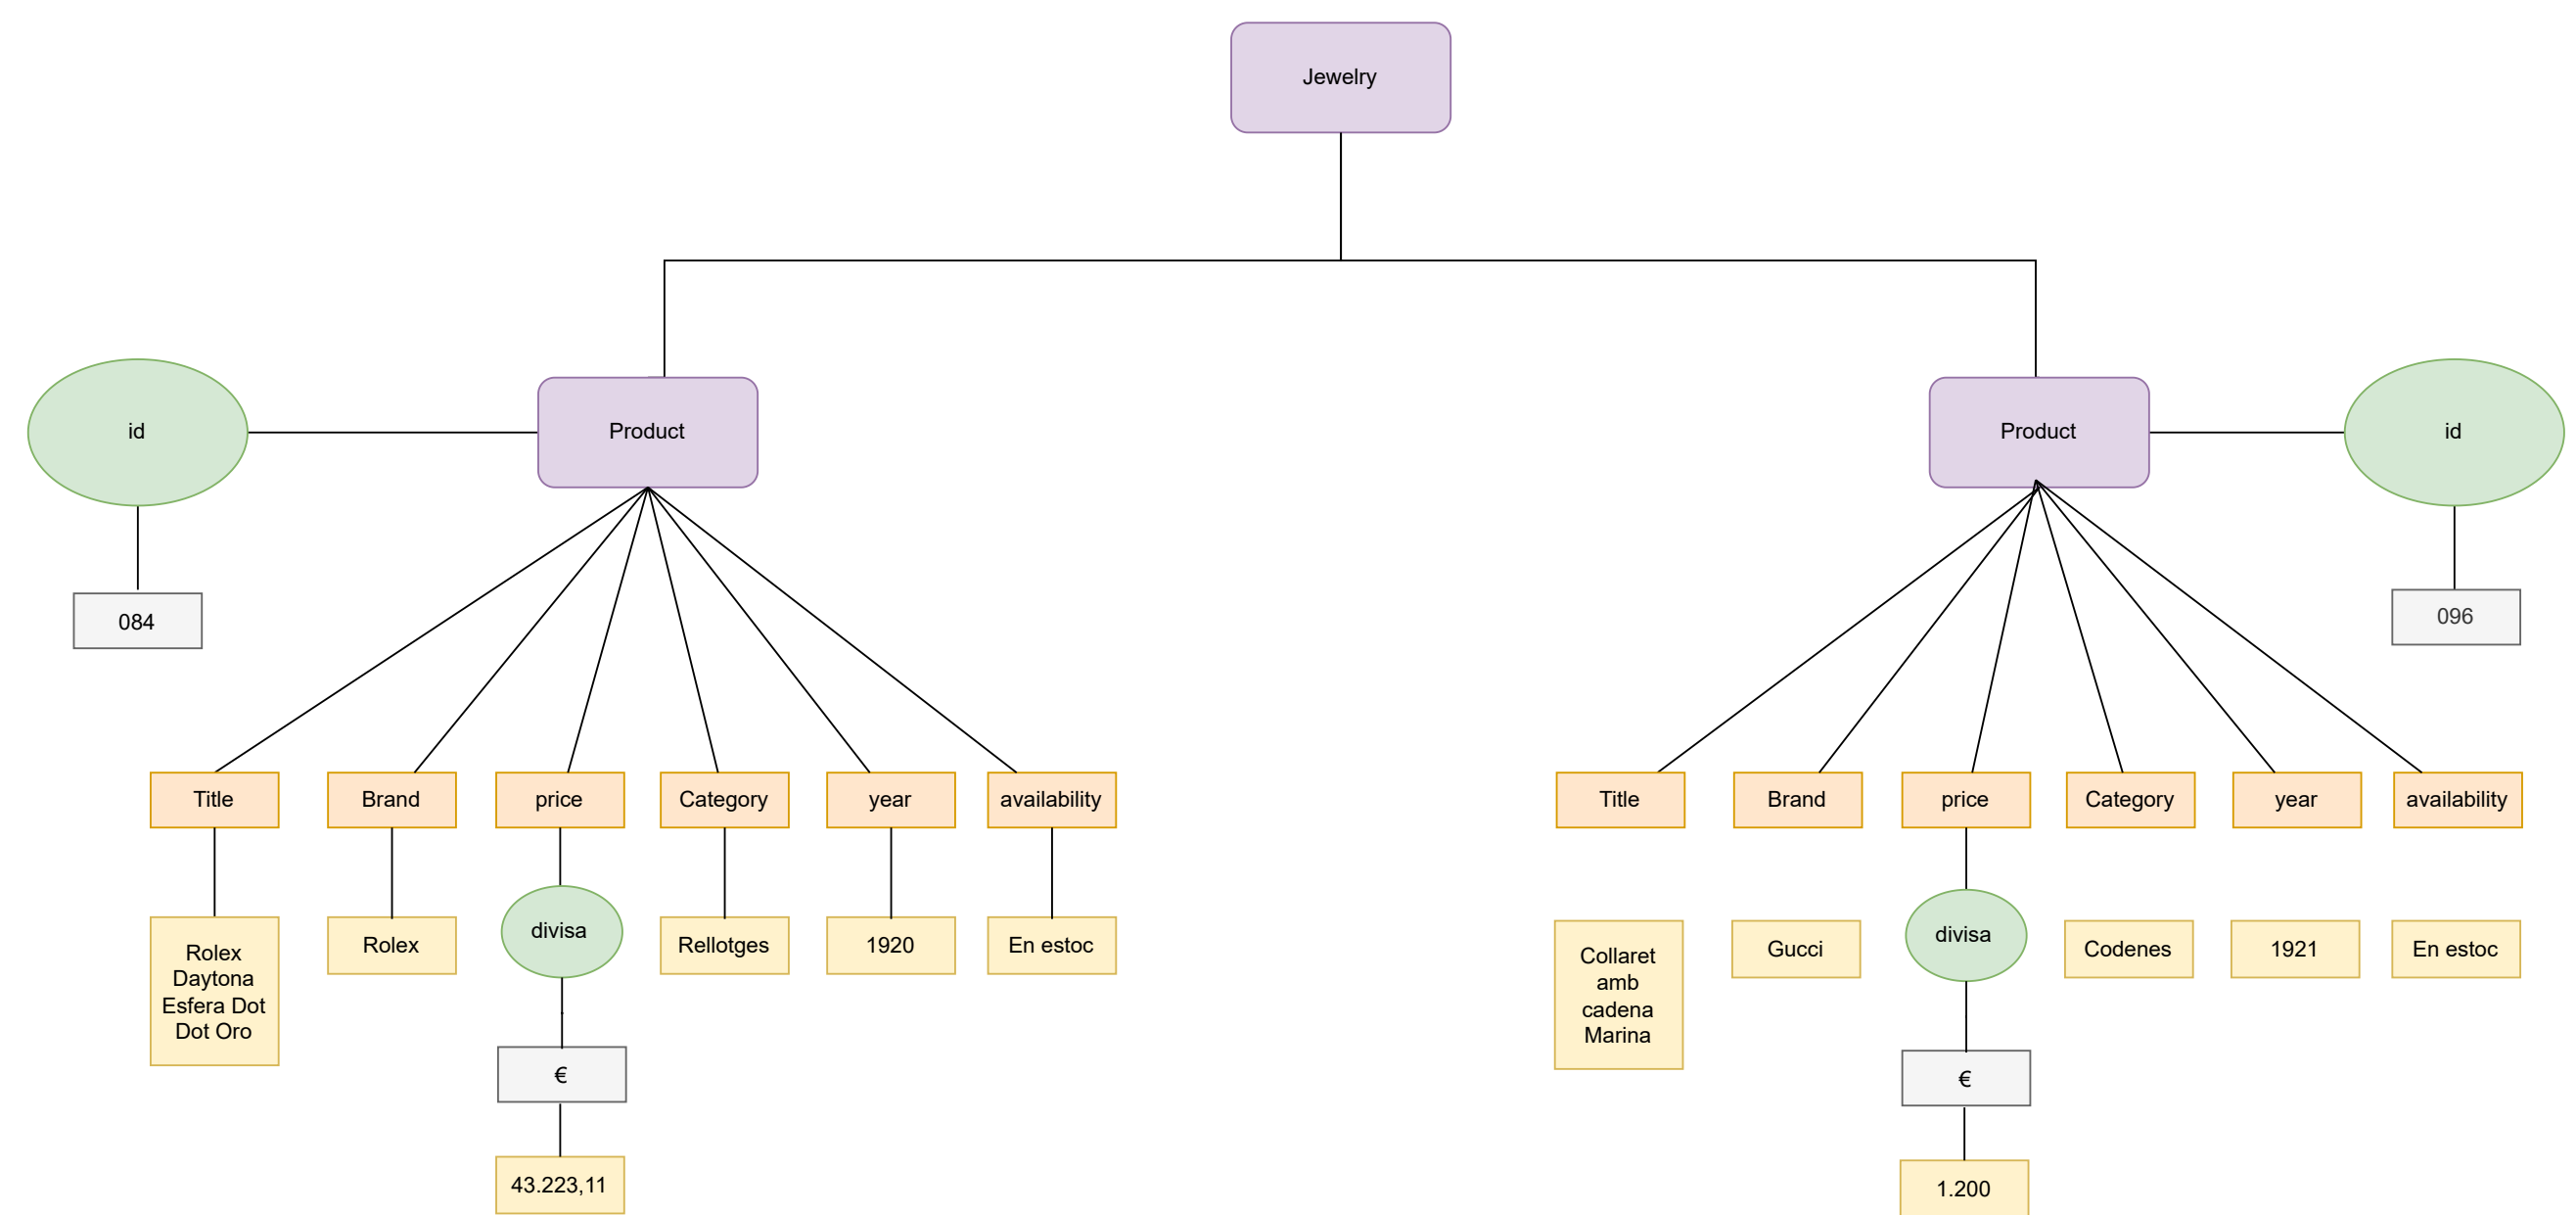 Jewelry
id
Product
Product
id
084
096
Title
Brand
price
Category
year
availability
Title
Brand
price
Category
year
availability
Rolex
Daytona
Esfera Dot
Dot Oro
Rolex
divisa
Rellotges
1920
En estoc
Collaret
amb
cadena
Marina
Gucci
divisa
Codenes
1921
En estoc
€
€
43.223,11
1.200